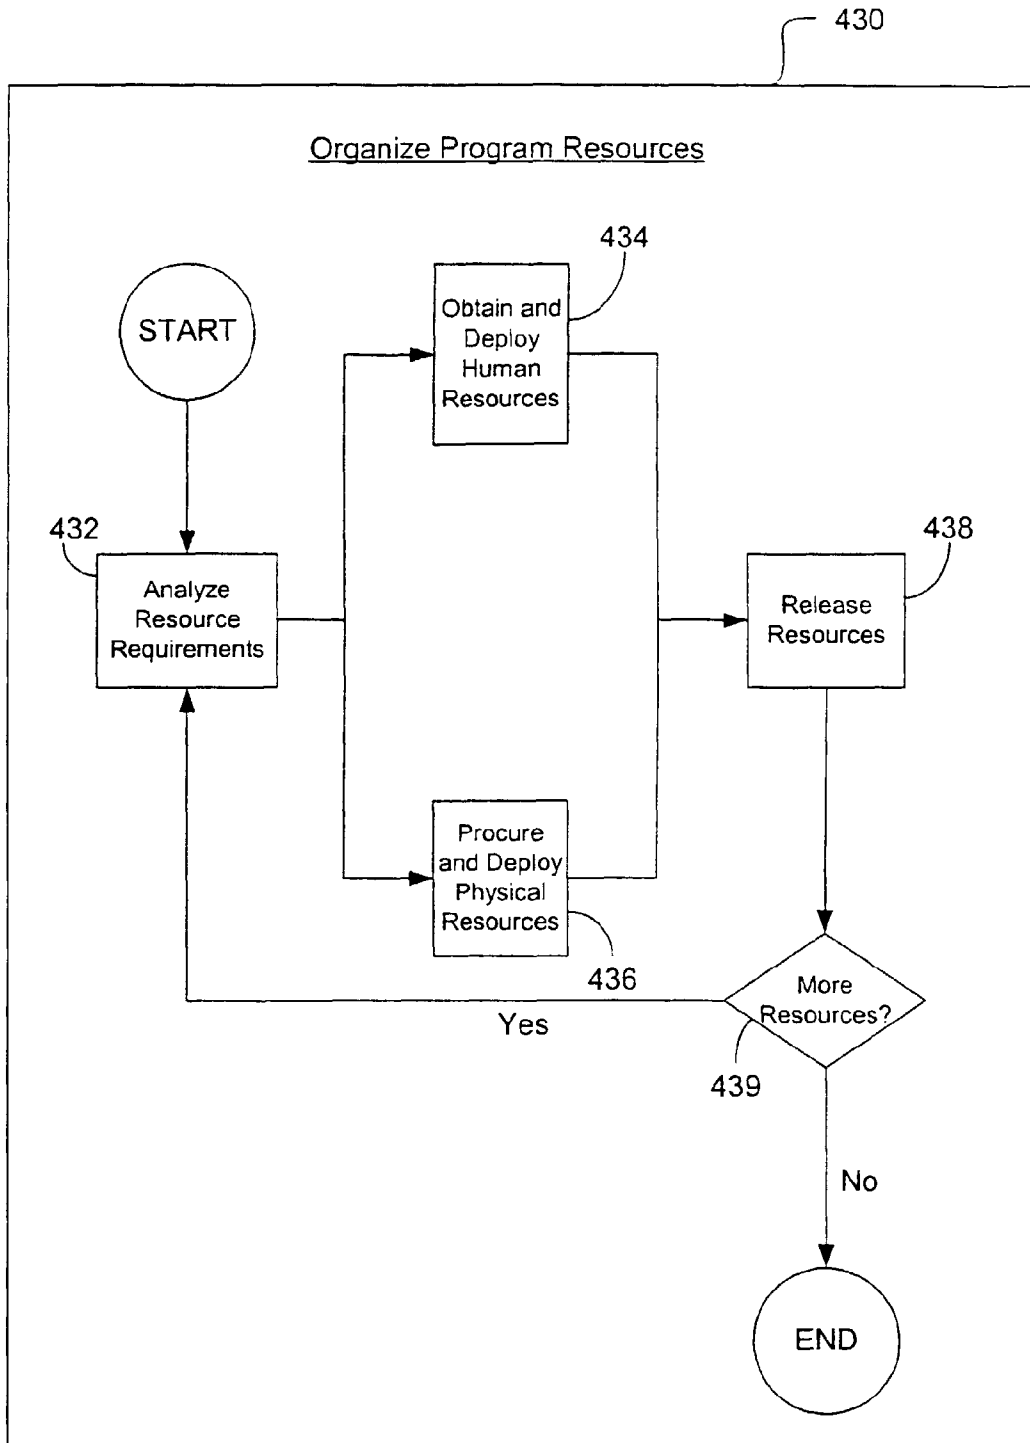 430
Organize Program Resources
434
START
Obtain and
Deploy
Human
Resources
432
438
Analyze
Resource
Requirements
Release
Resources
Procure
and Deploy
Physical
Resources
436
More
Resources?
Yes
439
No
END